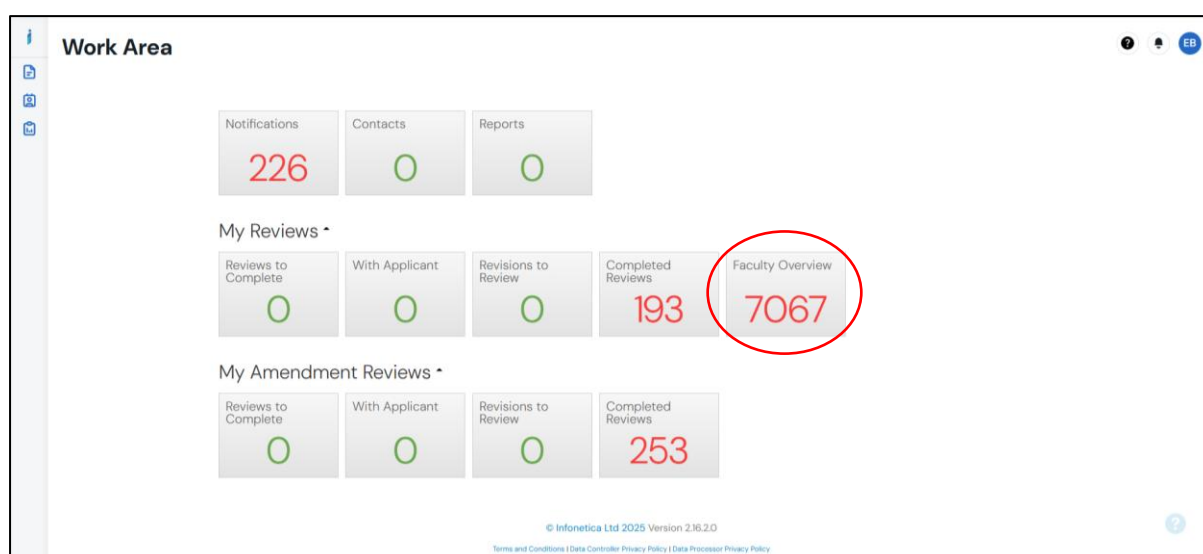 Work Area
EB
Notifications Contacts Reports
226 0 0
My Reviews
Reviews to Complete With Applicant Revisions to Review Completed Reviews Faculty Overview
0 0 0 193 7067
My Amendment Reviews
Reviews to Complete With Applicant Revisions to Review Completed Reviews
0 0 0 253
© Infonetica Ltd 2025 Version 2.16.2.0
Terms and Conditions | Data Controller Privacy Policy | Data Processor Privacy Policy